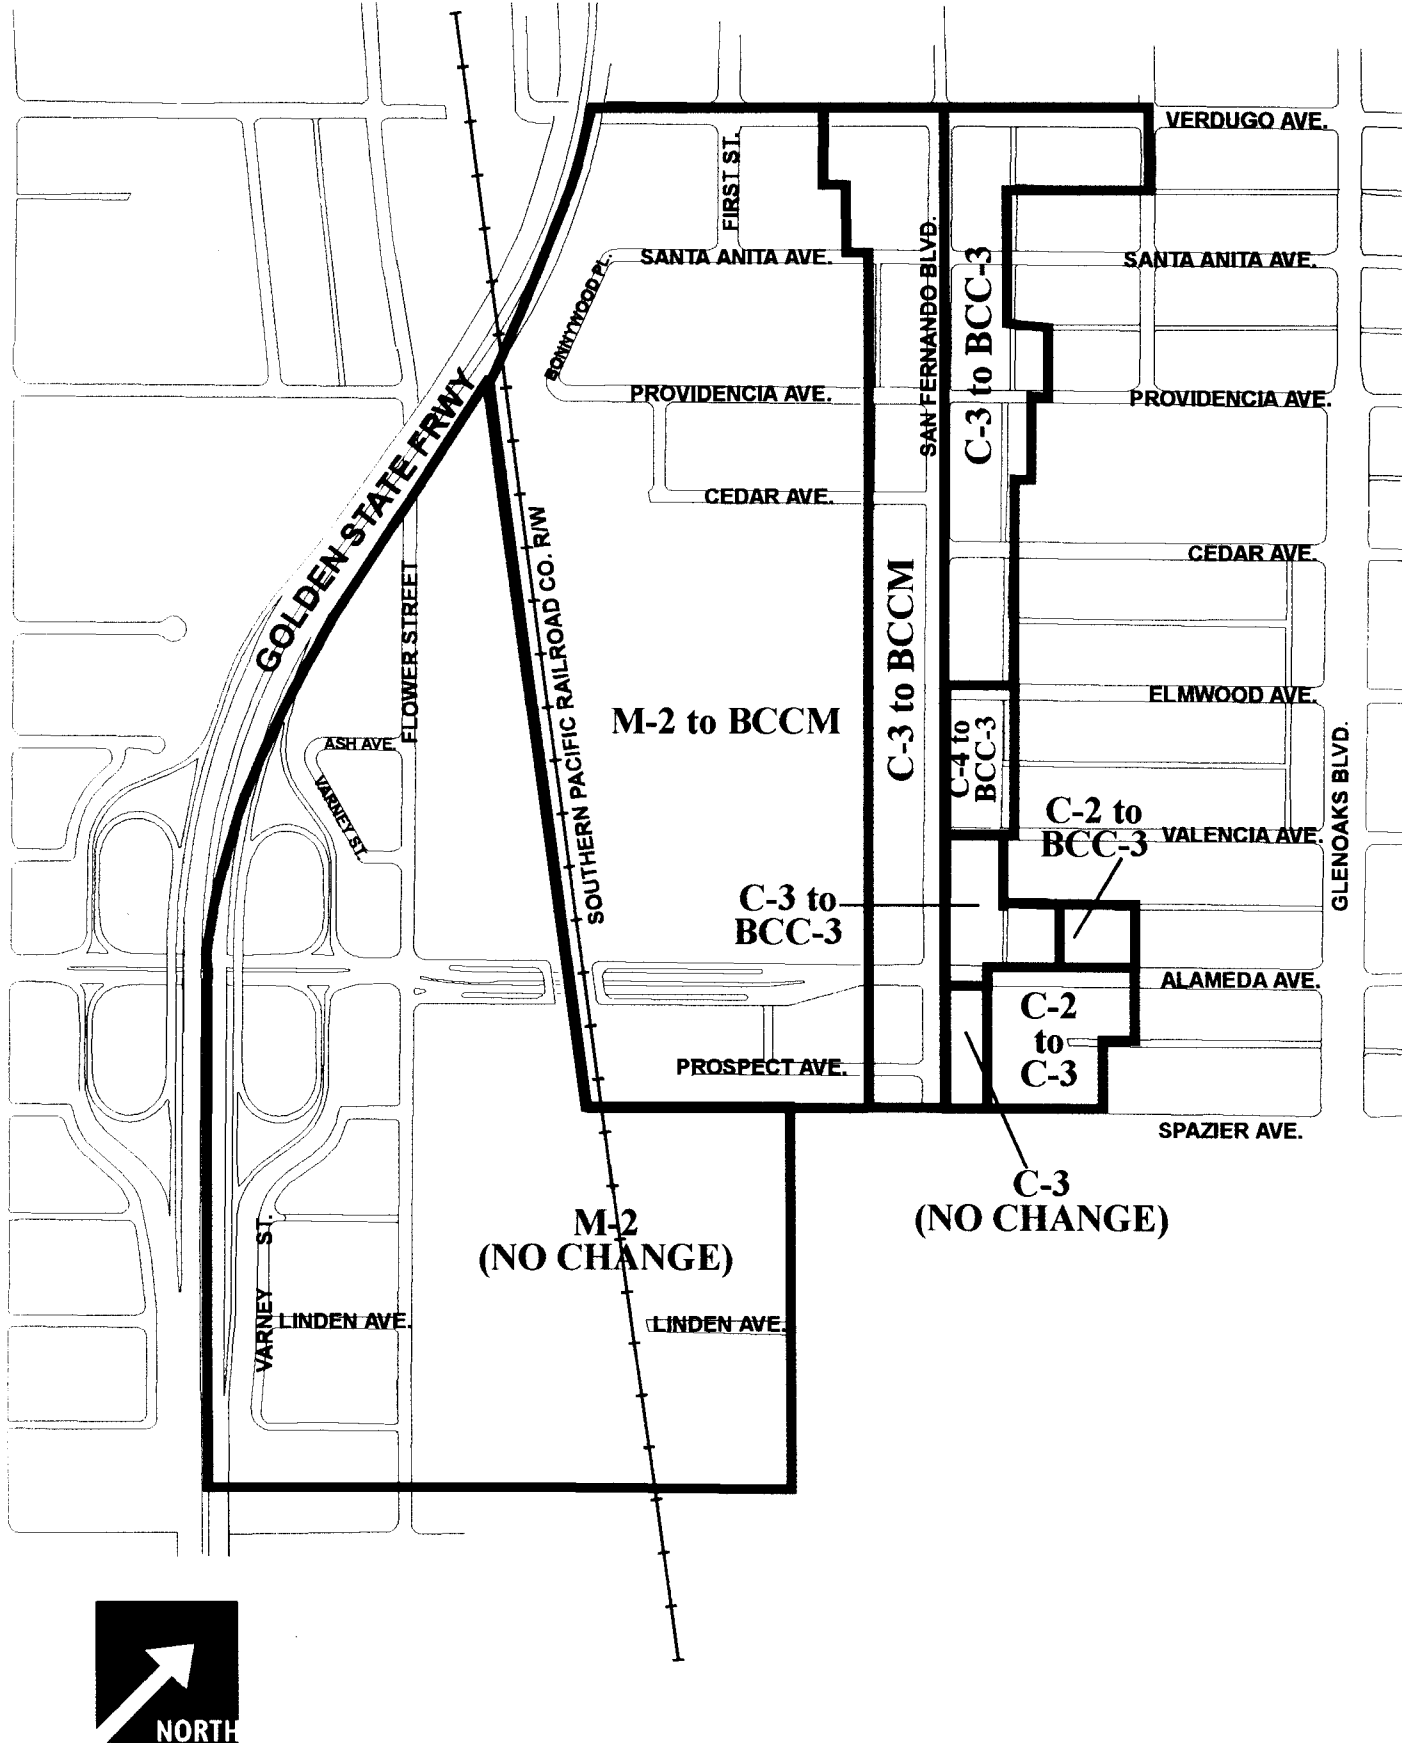 VERDUGO AVE.
FIRST ST.
SANTA ANITA AVE.
SANTA ANITA AVE.
BONNYWOOD PL.
SAN FERNANDO BLVD.
C-3 to BCC-3
PROVIDENCIA AVE.
PROVIDENCIA AVE.
GOLDEN STATE FRWY
CEDAR AVE.
CEDAR AVE.
SOUTHERN PACIFIC RAILROAD CO. R/W
FLOWER STREET
C-3 to BCCM
M-2 to BCCM
ELMWOOD AVE.
C-4 to
BCC-3
ASH AVE.
VARNEY ST.
GLENOAKS BLVD.
C-2 to
BCC-3
VALENCIA AVE.
C-3 to
BCC-3
ALAMEDA AVE.
C-2
to
C-3
PROSPECT AVE.
SPAZIER AVE.
C-3
(NO CHANGE)
M-2
(NO CHANGE)
VARNEY ST.
LINDEN AVE.
LINDEN AVE.
NORTH